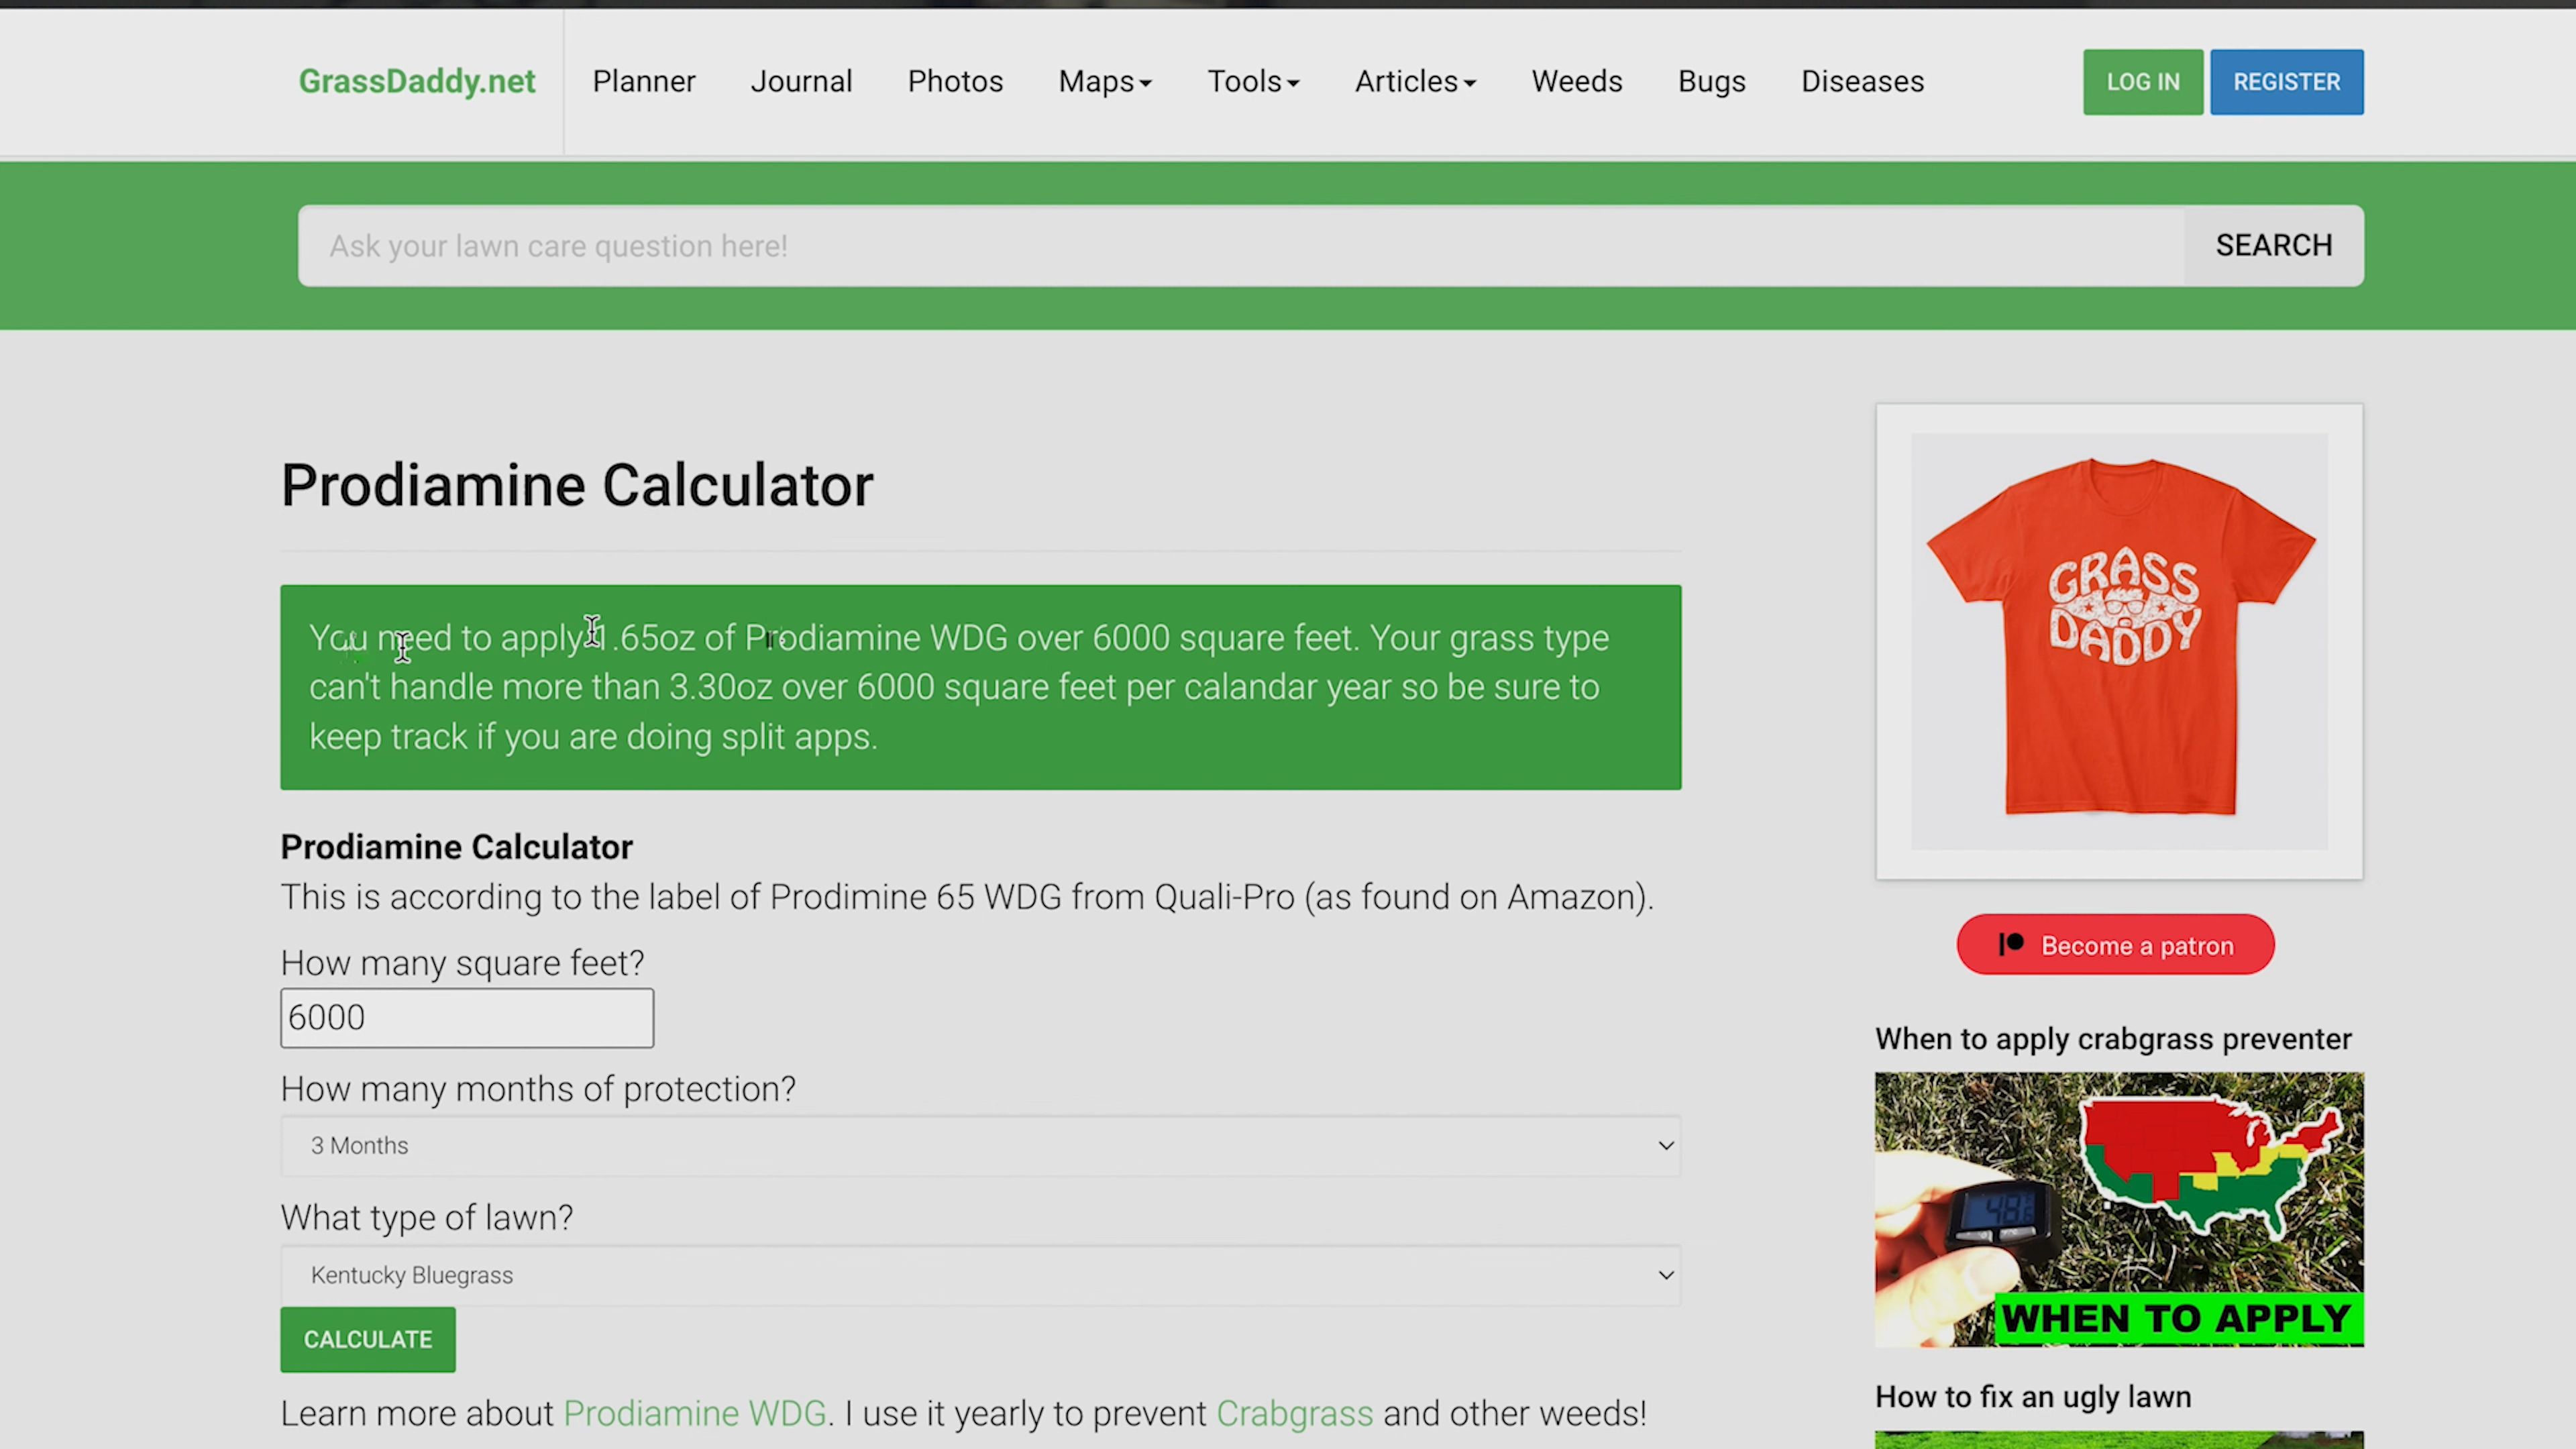 GrassDaddy.net Planner Journal Photos Maps Tools Articles Weeds Bugs Diseases LOG IN REGISTER
Ask your lawn care question here! SEARCH
Prodiamine Calculator
You need to apply 1.65oz of Prodiamine WDG over 6000 square feet. Your grass type
can't handle more than 3.30oz over 6000 square feet per calandar year so be sure to
keep track if you are doing split apps.
Prodiamine Calculator
This is according to the label of Prodimine 65 WDG from Quali-Pro (as found on Amazon).
How many square feet?
6000
How many months of protection?
3 Months
What type of lawn?
Kentucky Bluegrass
CALCULATE
Learn more about Prodiamine WDG. I use it yearly to prevent Crabgrass and other weeds!
GRASS
DADDY
Become a patron
When to apply crabgrass preventer
WHEN TO APPLY
How to fix an ugly lawn